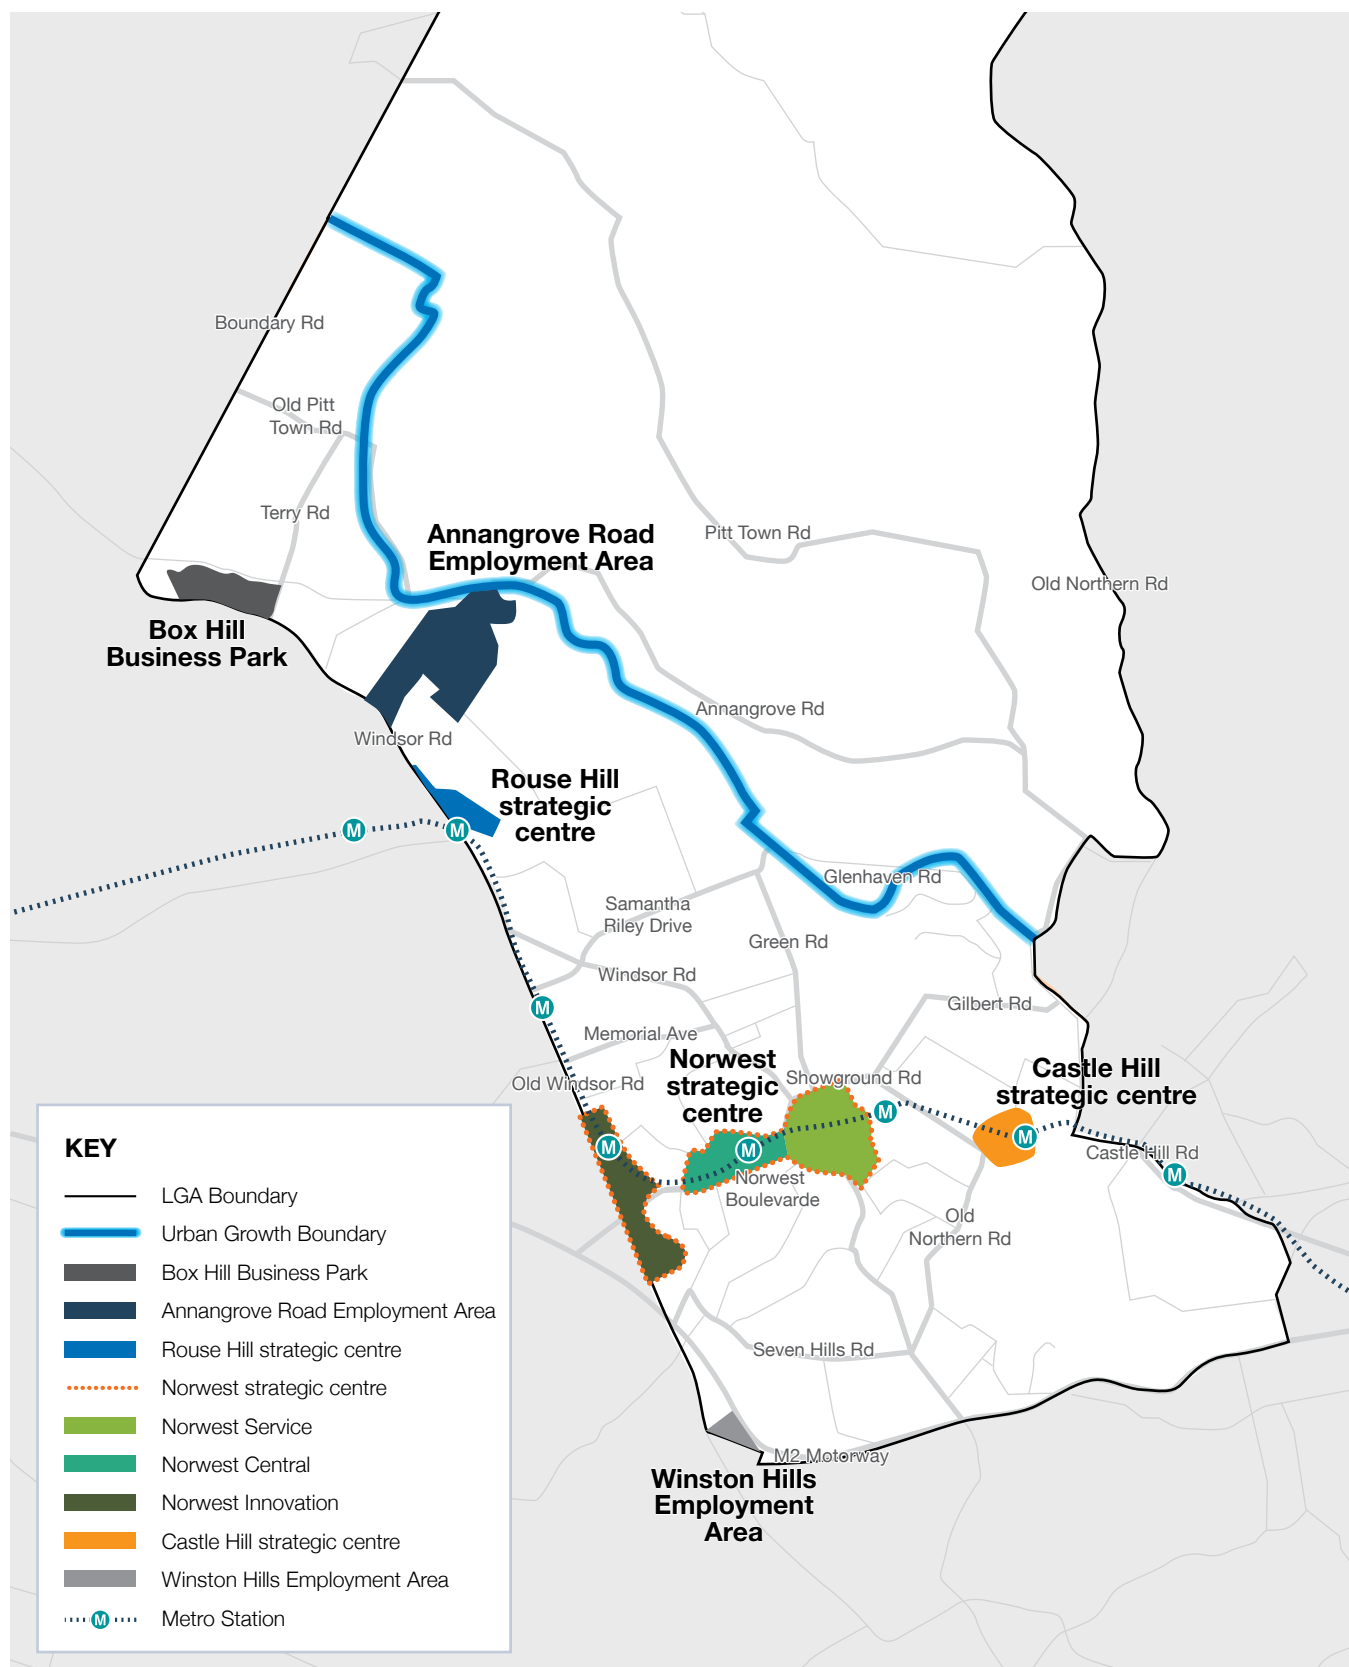 Boundary Rd
Old Pitt
Town Rd
Terry Rd
Annangrove Road
Employment Area
Pitt Town Rd
Old Northern Rd
Box Hill
Business Park
Annangrove Rd
Windsor Rd
Rouse Hill
strategic
centre
M
M
Glenhaven Rd
Samantha
Riley Drive
Green Rd
Windsor Rd
Gilbert Rd
M
Memorial Ave
Norwest
strategic
centre
Old Windsor Rd
Showground Rd
Castle Hill
strategic centre
M
M
M
M
Castle Hill Rd
M
Norwest
Boulevarde
Old
Northern Rd
Seven Hills Rd
M2 Motorway
Winston Hills
Employment
Area
KEY
LGA Boundary
Urban Growth Boundary
Box Hill Business Park
Annangrove Road Employment Area
Rouse Hill strategic centre
Norwest strategic centre
Norwest Service
Norwest Central
Norwest Innovation
Castle Hill strategic centre
Winston Hills Employment Area
M Metro Station